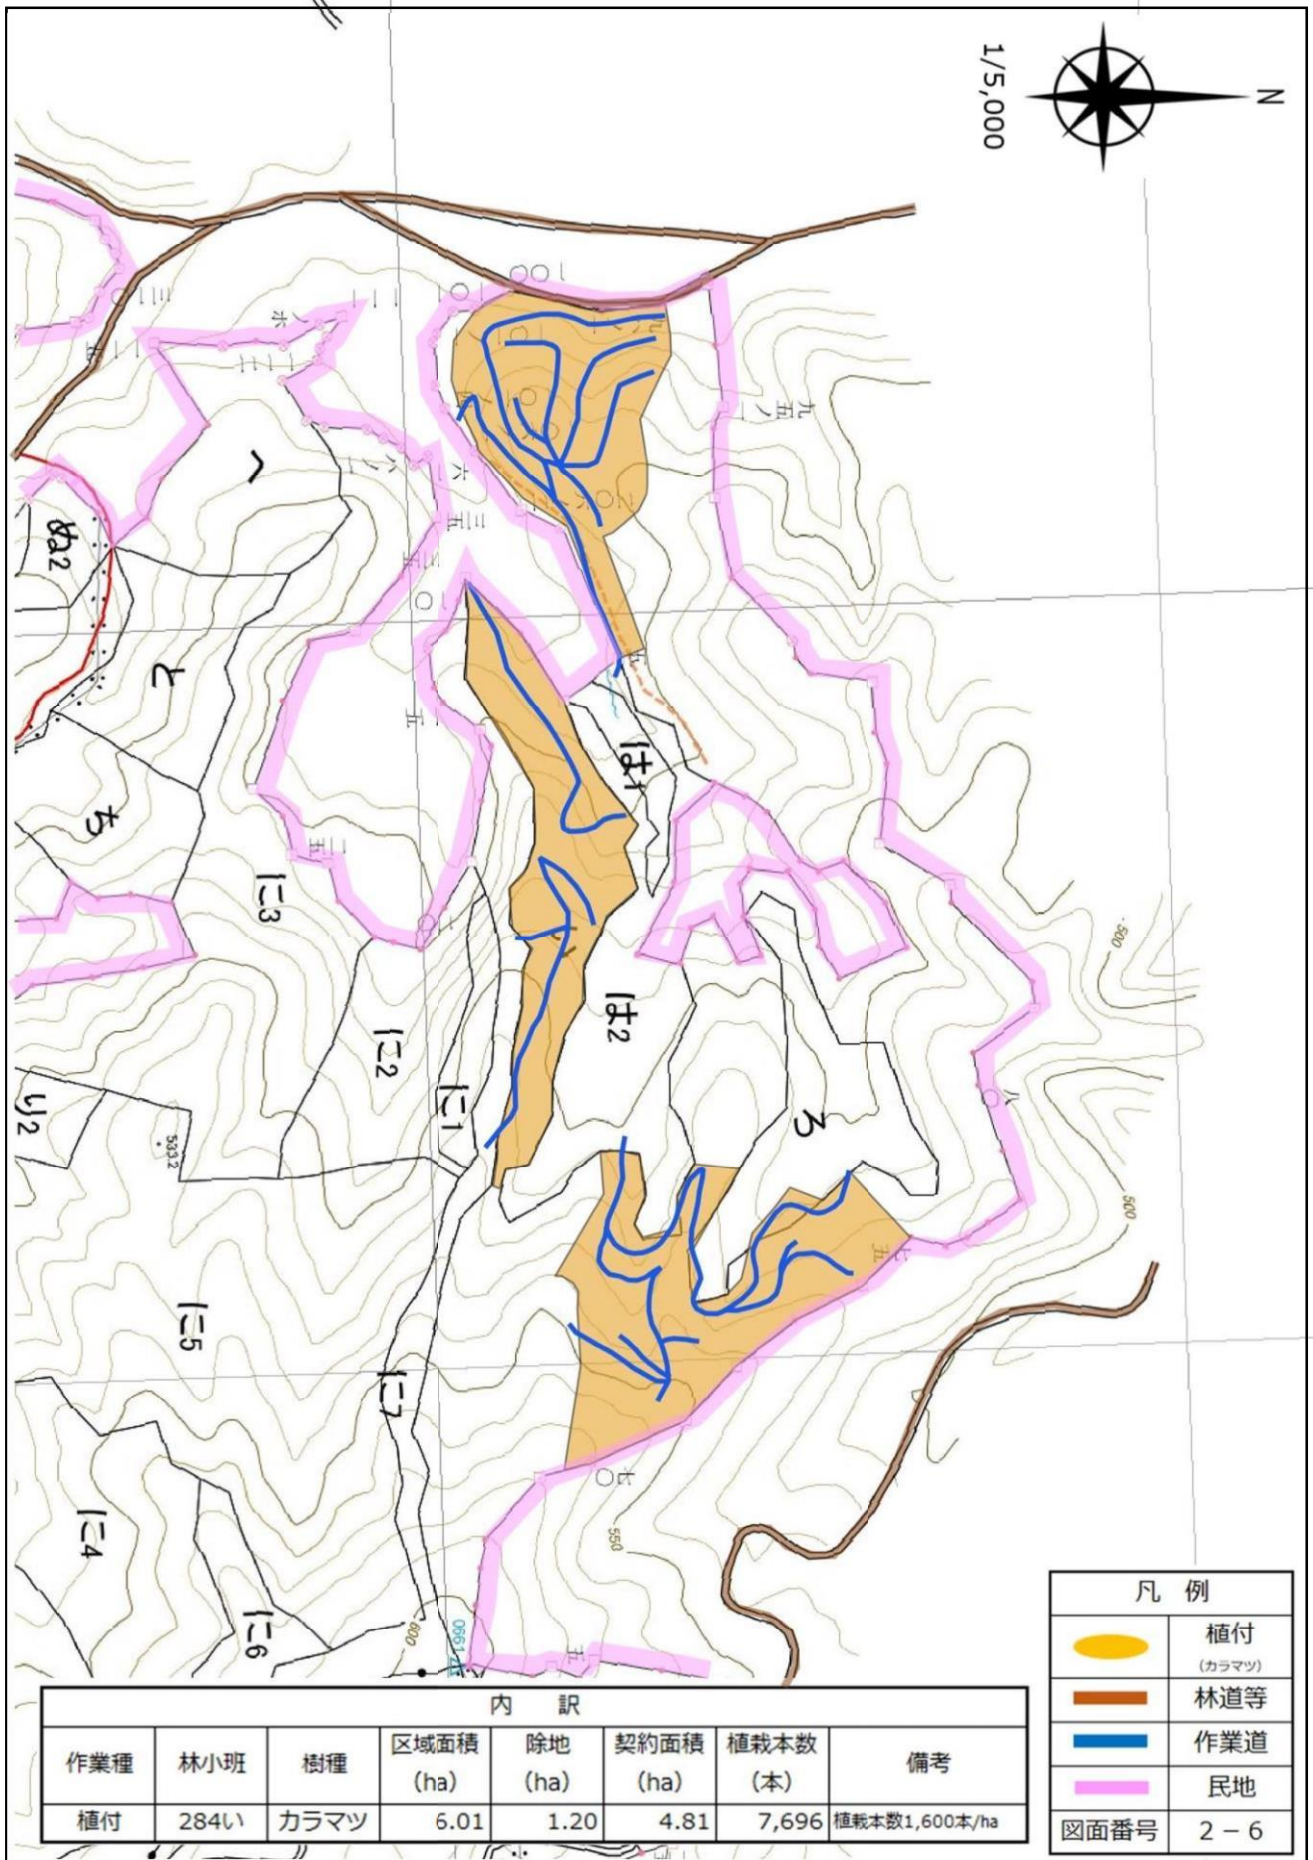 N
1/5,000
へ
ぬ2
と
ち
は1
に3
は2
に2
に1
り2
533.2
ろ
500
500
に5
に7
に4
に6
550
600
凡 例
植付
(カラマツ)
林道等
作業道
民地
図面番号 2－6
内 訳
作業種 林小班 樹種 区域面積 (ha) 除地 (ha) 契約面積 (ha) 植栽本数 (本) 備考
植付 284い カラマツ 6.01 1.20 4.81 7,696 植栽本数1,600本/ha